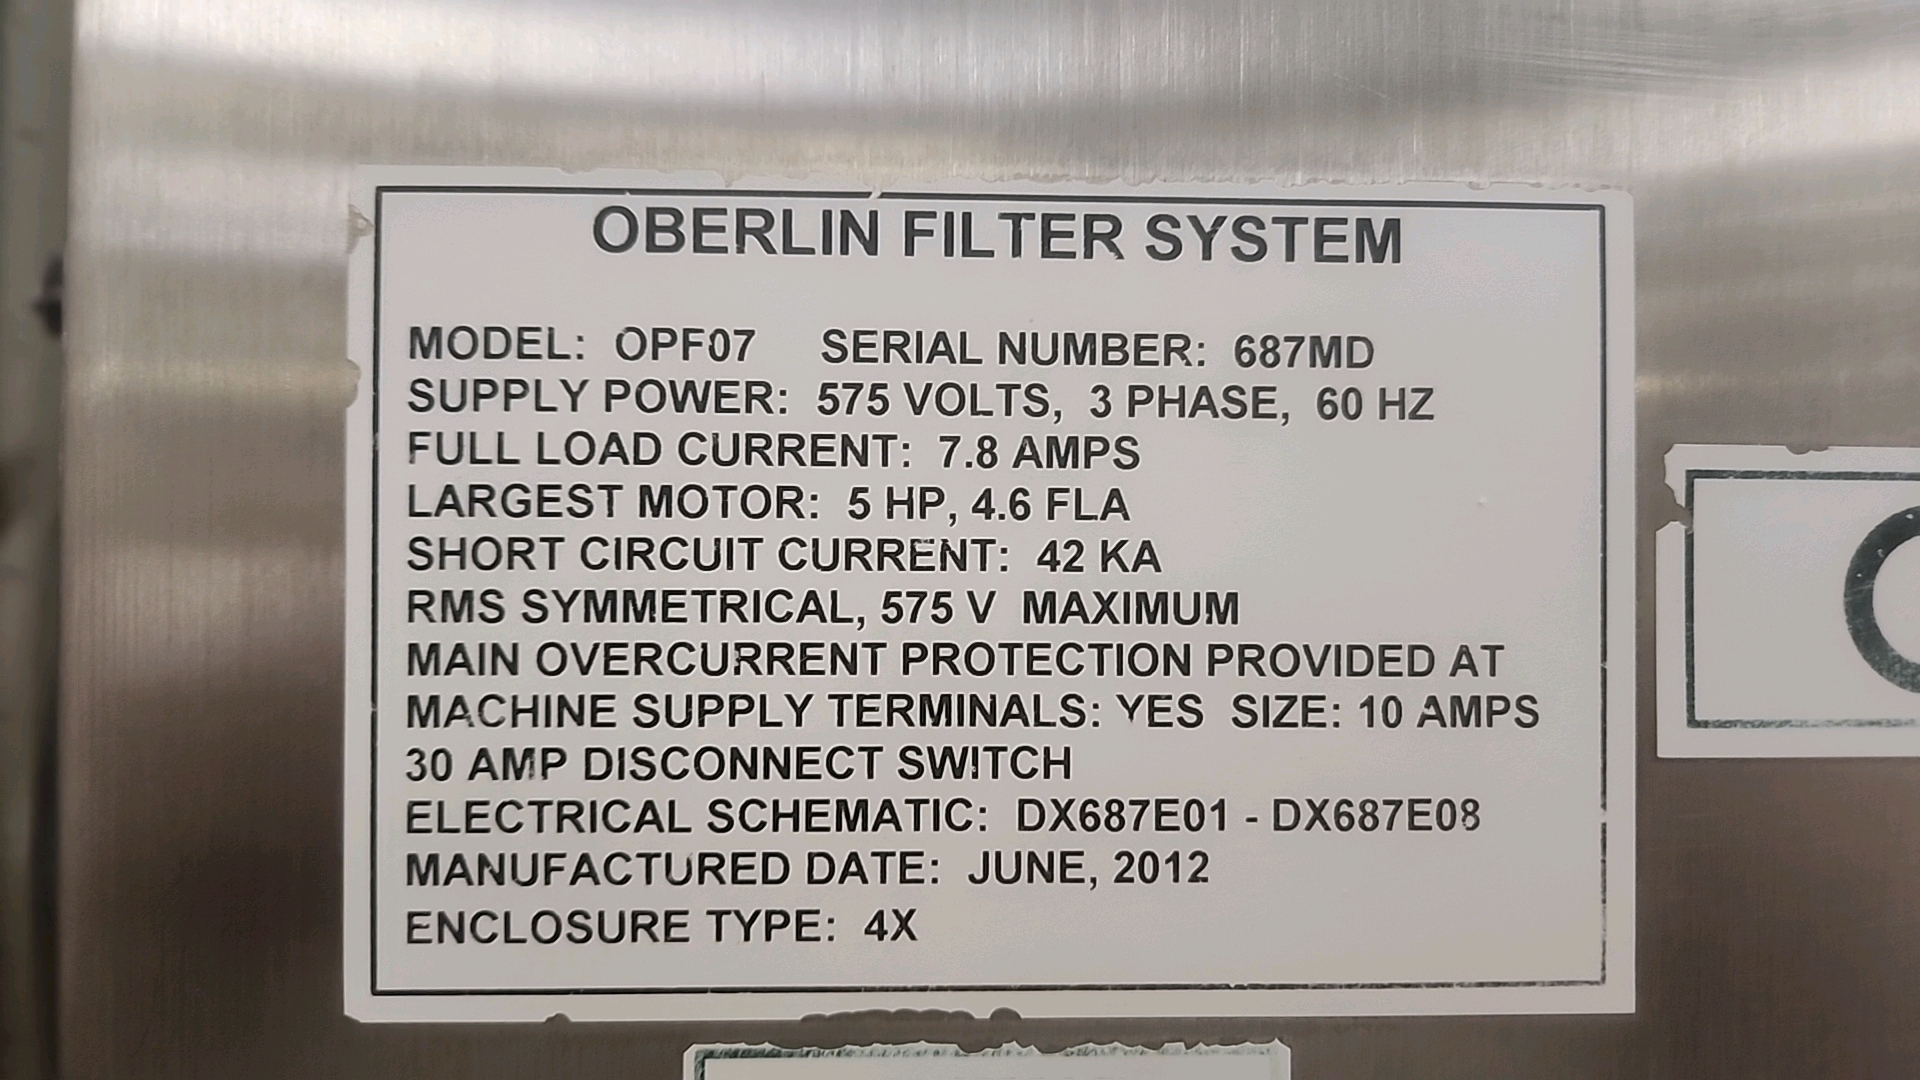 OBERLIN FILTER SYSTEM
MODEL: OPF07 SERIAL NUMBER: 687MD
SUPPLY POWER: 575 VOLTS, 3 PHASE, 60 HZ
FULL LOAD CURRENT: 7.8 AMPS
LARGEST MOTOR: 5 HP, 4.6 FLA
SHORT CIRCUIT CURRENT: 42 KA
RMS SYMMETRICAL, 575 V MAXIMUM
MAIN OVERCURRENT PROTECTION PROVIDED AT
MACHINE SUPPLY TERMINALS: YES SIZE: 10 AMPS
30 AMP DISCONNECT SWITCH
ELECTRICAL SCHEMATIC: DX687E01 - DX687E08
MANUFACTURED DATE: JUNE, 2012
ENCLOSURE TYPE: 4X